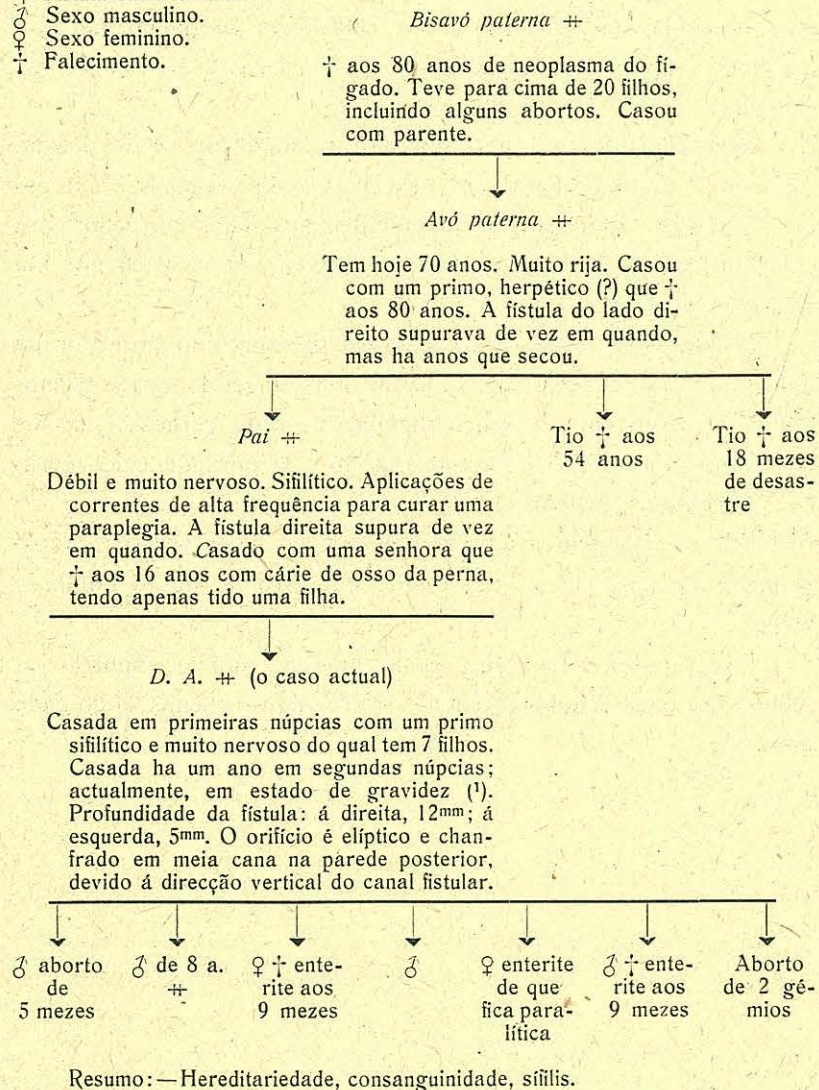 ♂ Sexo masculino.
♀ Sexo feminino.
† Falecimento.
Bisavó paterna ⧺
† aos 80 anos de neoplasma do fí-
gado. Teve para cima de 20 filhos,
incluindo alguns abortos. Casou
com parente.
Avó paterna ⧺
Tem hoje 70 anos. Muito rija. Casou
com um primo, herpético (?) que †
aos 80 anos. A fístula do lado di-
reito supurava de vez em quando,
mas ha anos que secou.
Pai ⧺
Débil e muito nervoso. Sifilítico. Aplicações de
correntes de alta frequência para curar uma
paraplegia. A fístula direita supura de vez
em quando. Casado com uma senhora que
† aos 16 anos com cárie de osso da perna,
tendo apenas tido uma filha.
Tio † aos
54 anos
Tio † aos
18 mezes
de desas-
tre
D. A. ⧺ (o caso actual)
Casada em primeiras núpcias com um primo
sifilítico e muito nervoso do qual tem 7 filhos.
Casada ha um ano em segundas núpcias;
actualmente, em estado de gravidez (¹).
Profundidade da fístula: á direita, 12mm; á
esquerda, 5mm. O orifício é elíptico e chan-
frado em meia cana na parede posterior,
devido á direcção vertical do canal fistular.
♂ aborto
de
5 mezes
♂ de 8 a.
⧺
♀ † ente-
rite aos
9 mezes
♂
♀ enterite
de que
fica para-
lítica
♂ † ente-
rite aos
9 mezes
Aborto
de 2 gé-
mios
Resumo:—Hereditariedade, consanguinidade, sífilis.